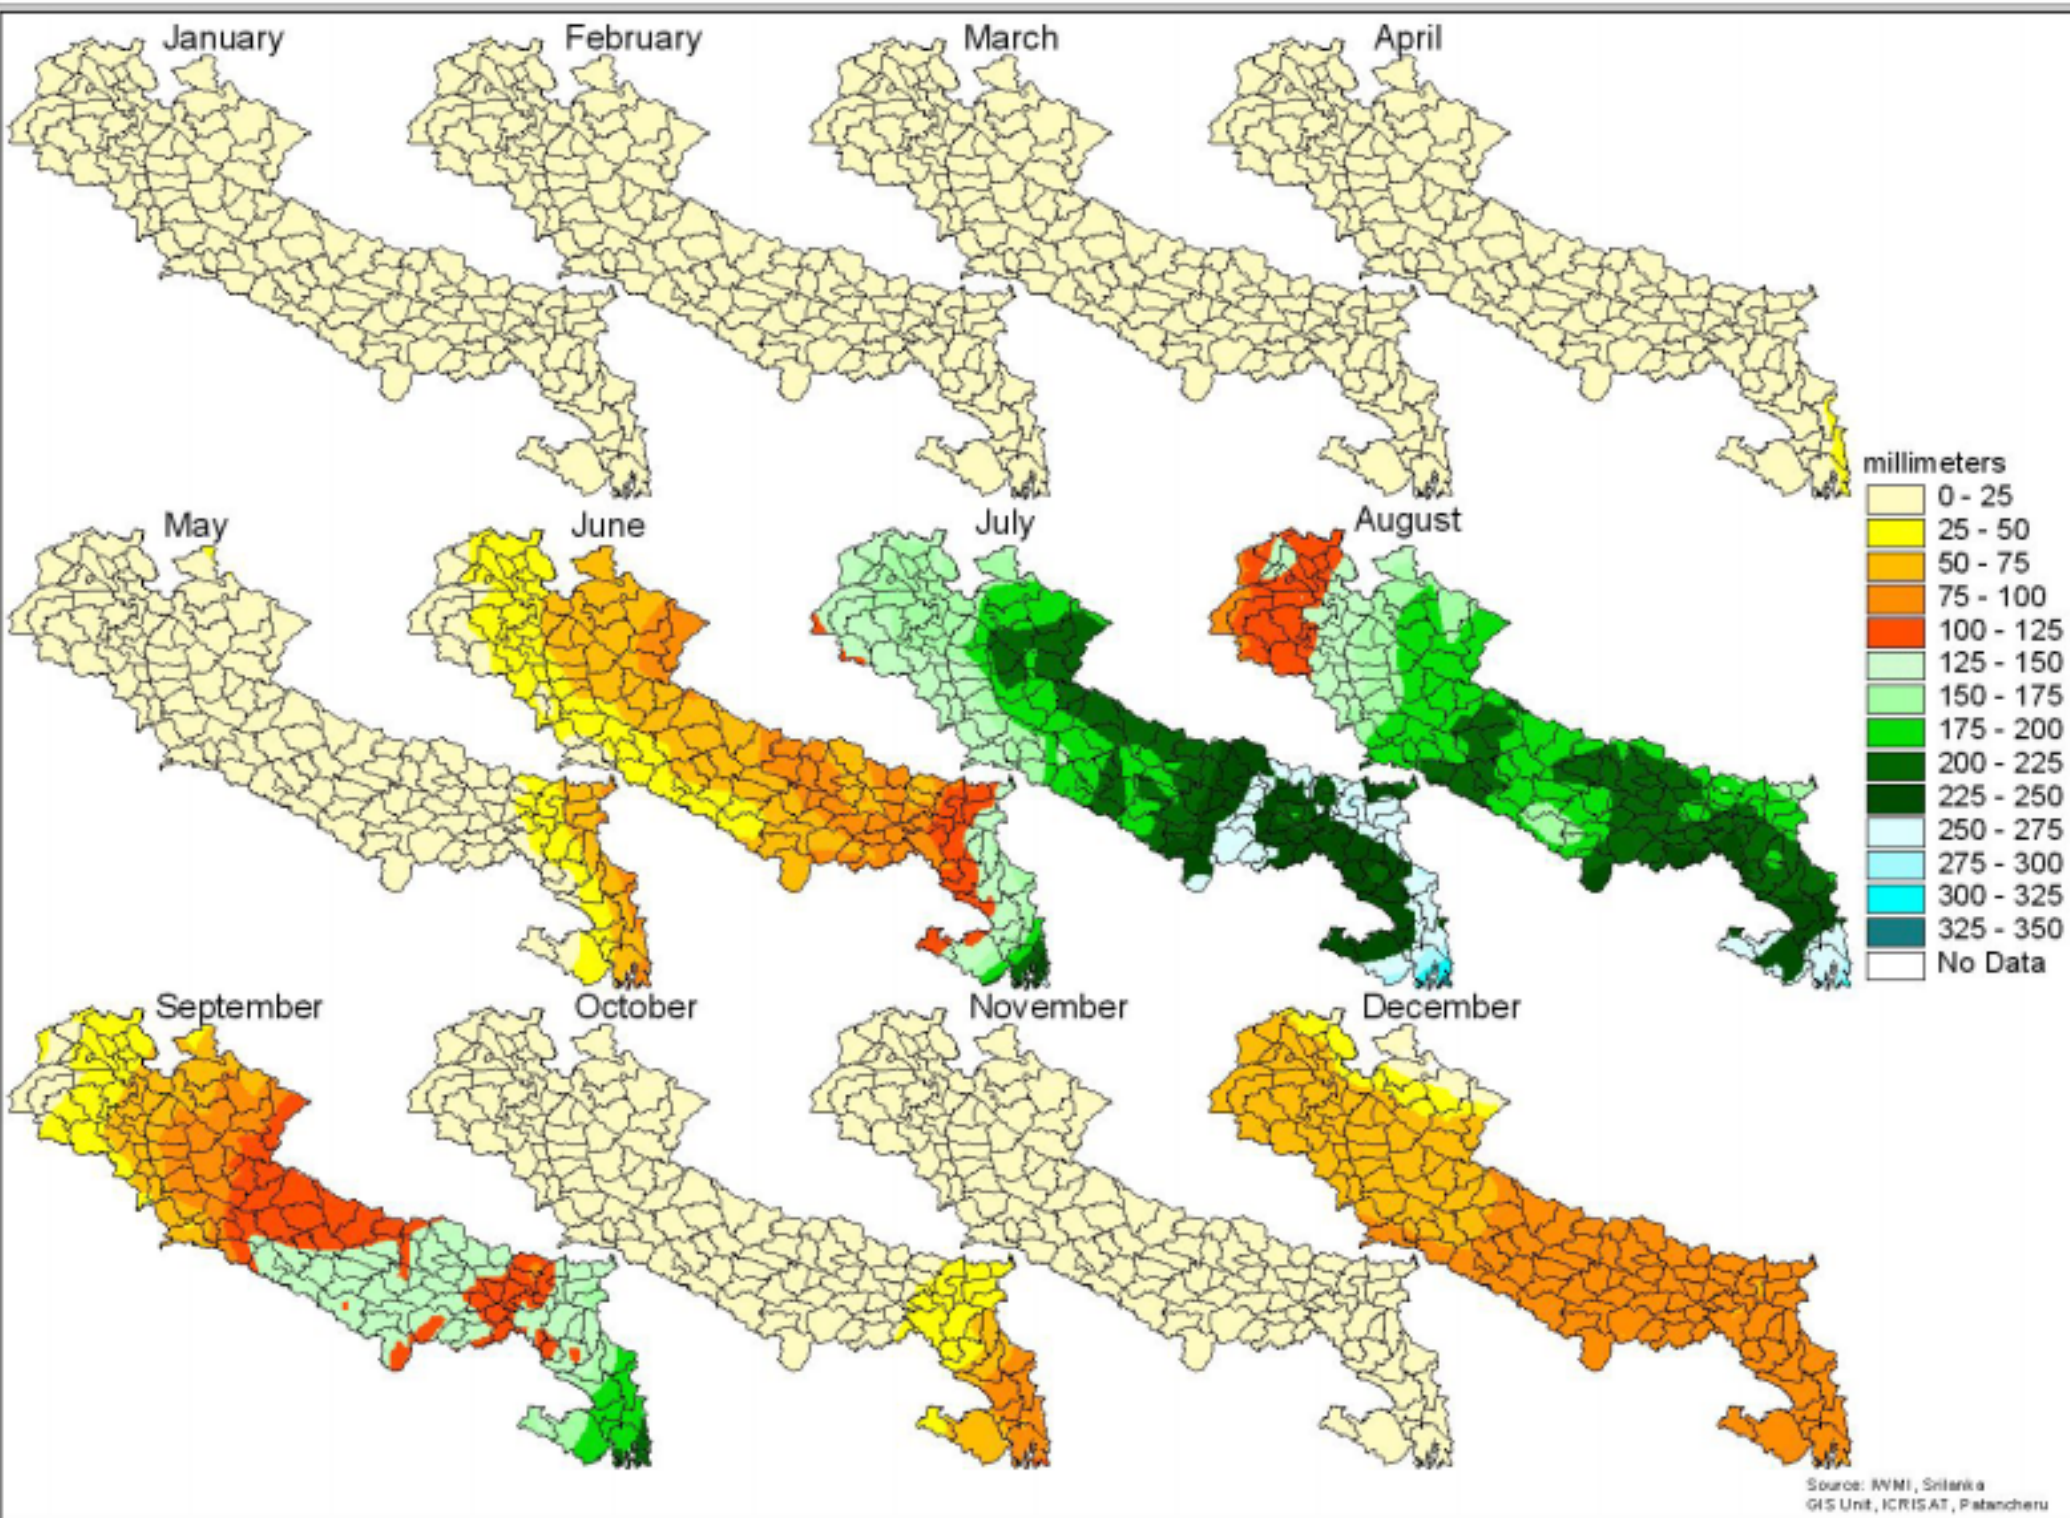 January
February
March
April
millimeters
0 - 25
25 - 50
50 - 75
75 - 100
100 - 125
125 - 150
150 - 175
175 - 200
200 - 225
225 - 250
250 - 275
275 - 300
300 - 325
325 - 350
No Data
May
June
July
August
September
October
November
December
Source: IWMI, Srilanka
GIS Unit, ICRISAT, Patancheru